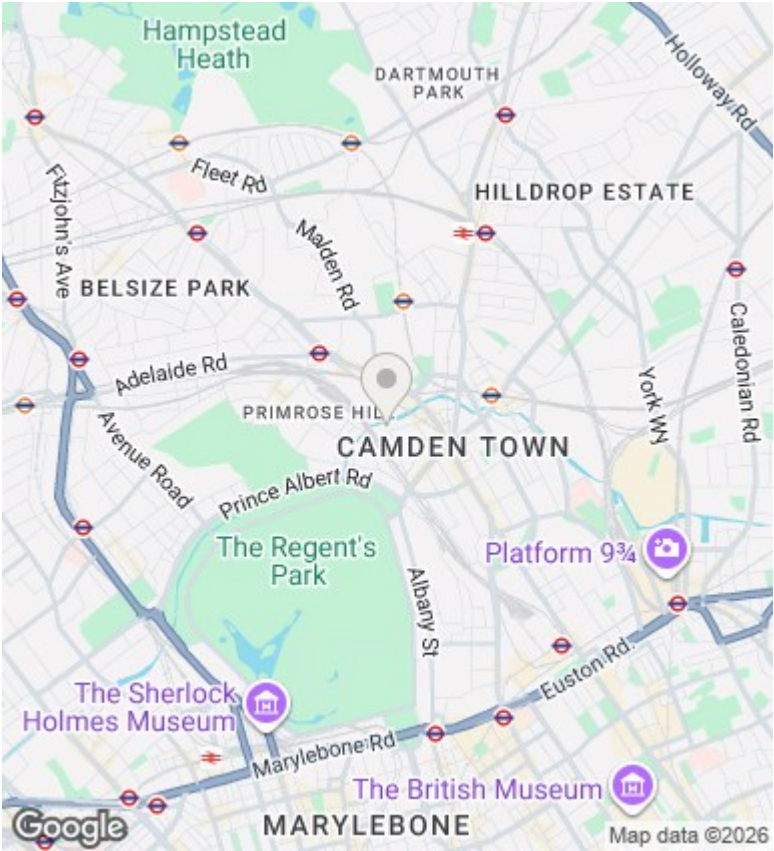 Hampstead
Heath
DARTMOUTH
PARK
Holloway Rd
Fleet Rd
Fitzjohn's Ave
HILLDROP ESTATE
Malden Rd
BELSIZE PARK
Caledonian Rd
Adelaide Rd
York Wy
PRIMROSE HILL
Avenue Road
CAMDEN TOWN
Prince Albert Rd
The Regent's
Park
Platform 9¾
Albany St
Euston Rd
The Sherlock
Holmes Museum
Marylebone Rd
The British Museum
MARYLEBONE
Google
Map data ©2026